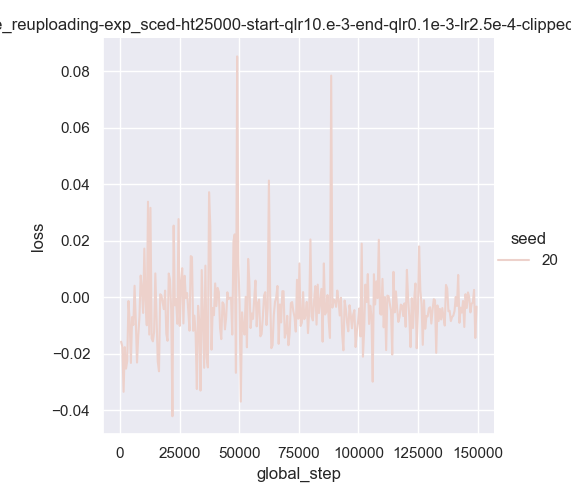 e_reuploading-exp_sced-ht25000-start-qlr10.e-3-end-qlr0.1e-3-lr2.5e-4-clipped
0.08
0.06
0.04
0.02
0.00
−0.02
−0.04
loss
seed
20
0 25000 50000 75000 100000 125000 150000
global_step